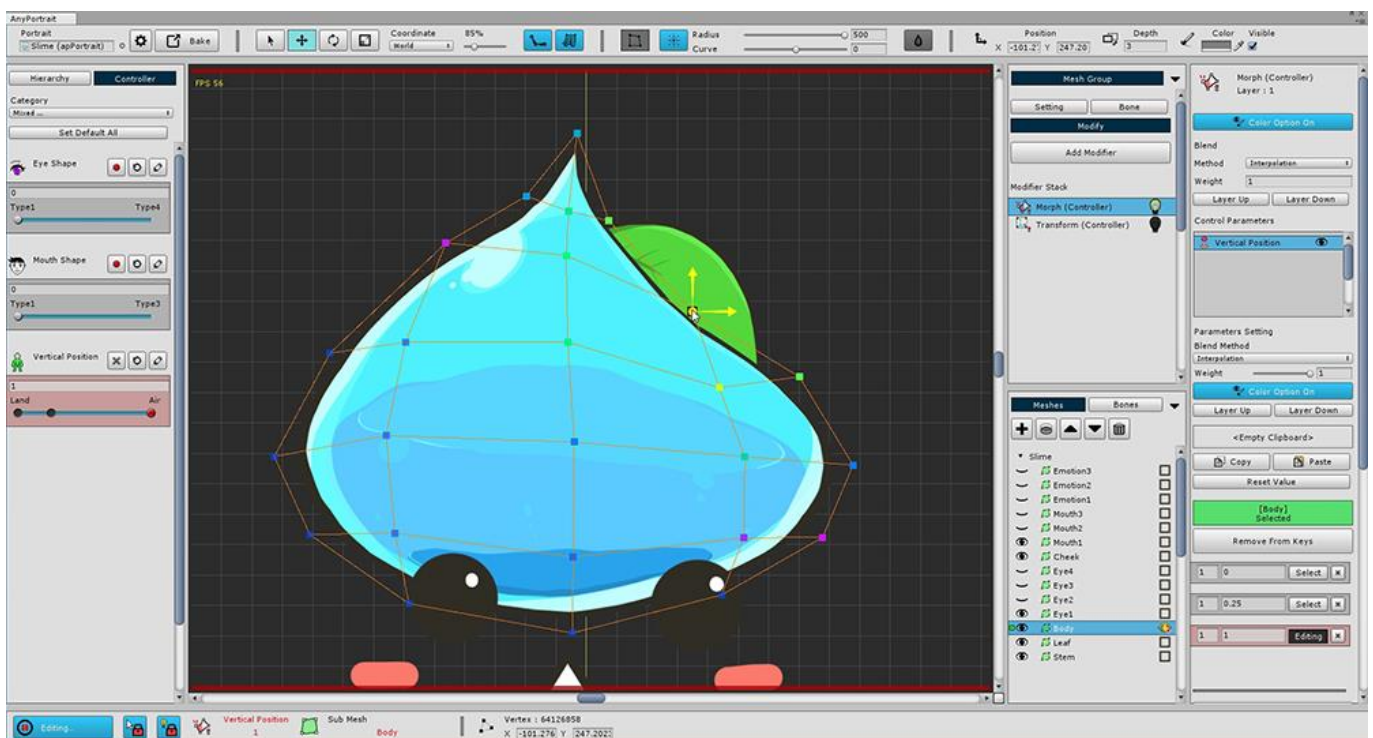 AnyPortrait
Portrait
Slime (apPortrait)
Bake
Coordinate
World
85%
Radius
500
Curve
0
Position
X -101.2 Y 247.20
Depth
3
Color Visible
Hierarchy Controller
Category
Mixed ...
Set Default All
Eye Shape
0
Type1 Type4
Mouth Shape
0
Type1 Type3
Vertical Position
1
Land Air
FPS 56
Mesh Group
Setting Bone
Modify
Add Modifier
Modifier Stack
Morph (Controller)
Transform (Controller)
Meshes Bones
Slime
Emotion3
Emotion2
Emotion1
Mouth3
Mouth2
Mouth1
Cheek
Eye4
Eye3
Eye2
Eye1
Body
Leaf
Stem
Morph (Controller)
Layer : 1
Color Option On
Blend
Method Interpolation
Weight 1
Layer Up Layer Down
Control Parameters
Vertical Position
Parameters Setting
Blend Method
Interpolation
Weight 1
Color Option On
Layer Up Layer Down
<Empty Clipboard>
Copy Paste
Reset Value
[Body]
Selected
Remove From Keys
1 0 Select
1 0.25 Select
1 1 Editing
Editing...
Vertical Position
1
Sub Mesh
Body
Vertex : 64126858
X -101.276 Y 247.202